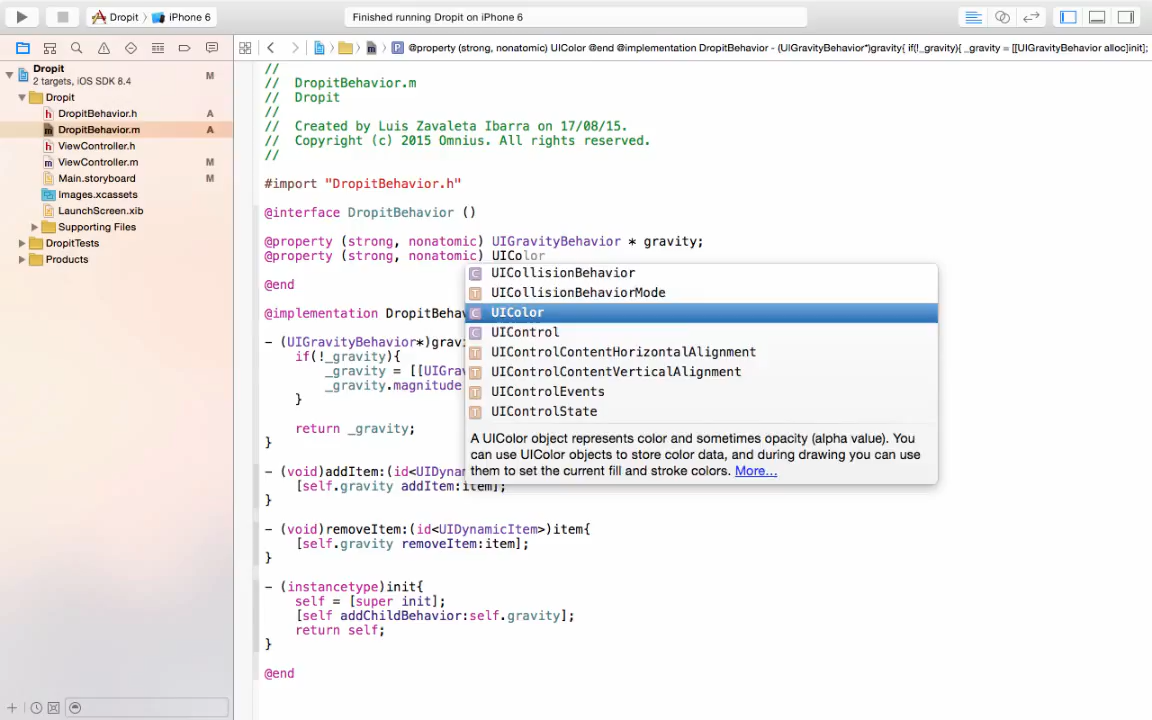 Dropit
iPhone 6
Finished running Dropit on iPhone 6
@property (strong, nonatomic) UIColor @end @implementation DropitBehavior - (UIGravityBehavior*)gravity{ if(!_gravity){ _gravity = [[UIGravityBehavior alloc]init];
Dropit
M
2 targets, iOS SDK 8.4
Dropit
h DropitBehavior.h
A
m DropitBehavior.m
A
h ViewController.h
m ViewController.m
M
Main.storyboard
M
Images.xcassets
LaunchScreen.xib
Supporting Files
DropitTests
Products
//
// DropitBehavior.m
// Dropit
//
// Created by Luis Zavaleta Ibarra on 17/08/15.
// Copyright (c) 2015 Omnius. All rights reserved.
//
#import "DropitBehavior.h"
@interface DropitBehavior ()
@property (strong, nonatomic) UIGravityBehavior * gravity;
@property (strong, nonatomic) UIColor
@end
@implementation DropitBehav
- (UIGravityBehavior*)gravi
if(!_gravity){
_gravity = [[UIGrav
_gravity.magnitude
}
return _gravity;
}
- (void)addItem:(id<UIDyna
[self.gravity addItem:item];
}
- (void)removeItem:(id<UIDynamicItem>)item{
[self.gravity removeItem:item];
}
- (instancetype)init{
self = [super init];
[self addChildBehavior:self.gravity];
return self;
}
@end
C UICollisionBehavior
T UICollisionBehaviorMode
C UIColor
C UIControl
T UIControlContentHorizontalAlignment
T UIControlContentVerticalAlignment
T UIControlEvents
T UIControlState
A UIColor object represents color and sometimes opacity (alpha value). You
can use UIColor objects to store color data, and during drawing you can use
them to set the current fill and stroke colors. More...